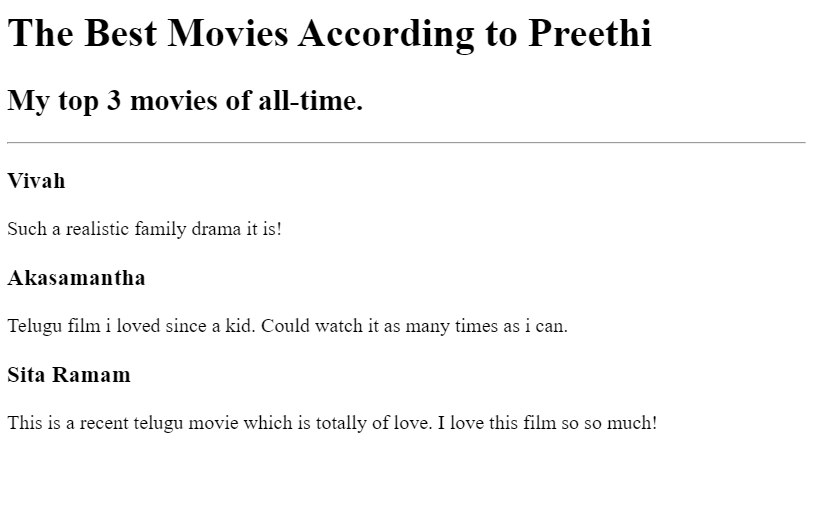 The Best Movies According to Preethi
My top 3 movies of all-time.
Vivah
Such a realistic family drama it is!
Akasamantha
Telugu film i loved since a kid. Could watch it as many times as i can.
Sita Ramam
This is a recent telugu movie which is totally of love. I love this film so so much!